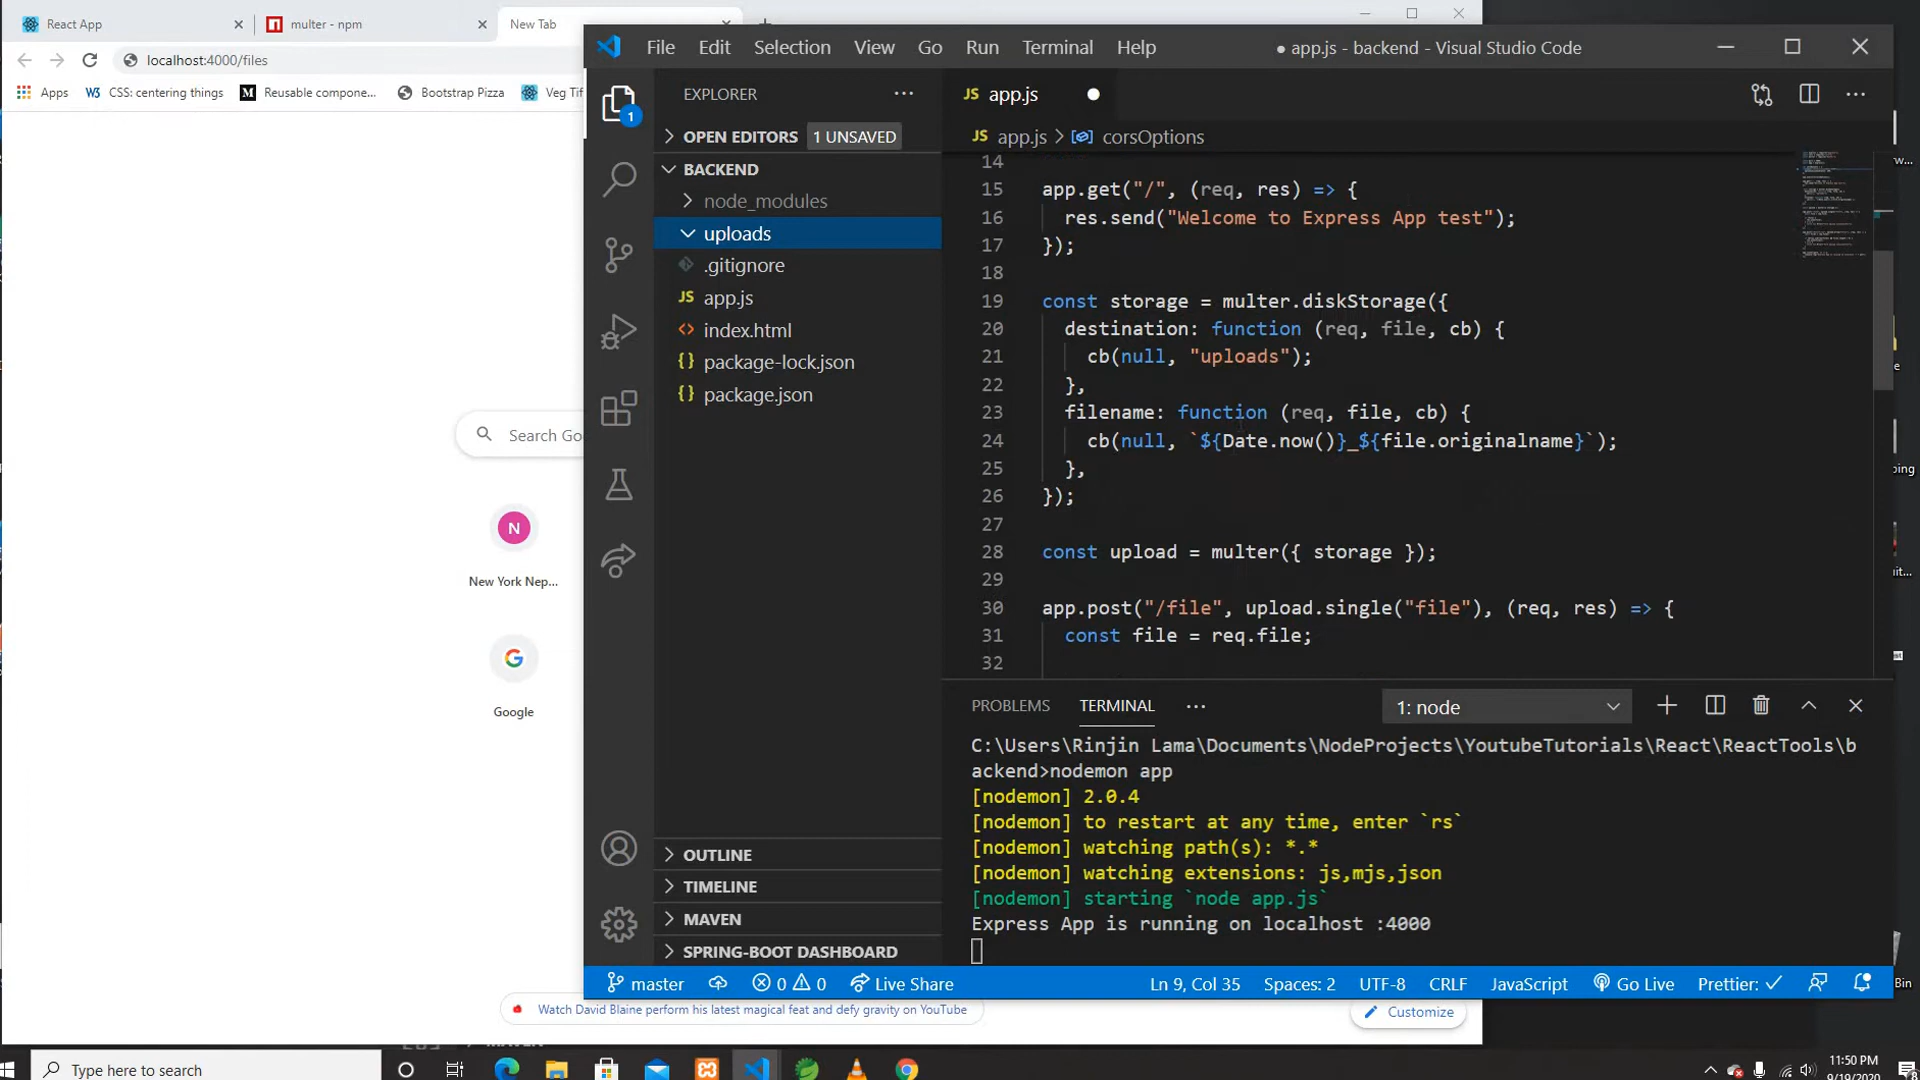 React App
multer - npm
New Tab
localhost:4000/files
Apps
CSS: centering things
Reusable compone...
Bootstrap Pizza
Veg Tif
Search Go
N
New York Nep...
Google
Watch David Blaine perform his latest magical feat and defy gravity on YouTube
Customize
File Edit Selection View Go Run Terminal Help
● app.js - backend - Visual Studio Code
EXPLORER
OPEN EDITORS 1 UNSAVED
BACKEND
node_modules
uploads
.gitignore
JS app.js
index.html
{} package-lock.json
{} package.json
OUTLINE
TIMELINE
MAVEN
SPRING-BOOT DASHBOARD
1
JS app.js
JS app.js > corsOptions
14
15 app.get("/", (req, res) => {
16 res.send("Welcome to Express App test");
17 });
18
19 const storage = multer.diskStorage({
20 destination: function (req, file, cb) {
21 cb(null, "uploads");
22 },
23 filename: function (req, file, cb) {
24 cb(null, `${Date.now()}_${file.originalname}`);
25 },
26 });
27
28 const upload = multer({ storage });
29
30 app.post("/file", upload.single("file"), (req, res) => {
31 const file = req.file;
32
PROBLEMS TERMINAL ... 1: node
C:\Users\Rinjin Lama\Documents\NodeProjects\YoutubeTutorials\React\ReactTools\b
ackend>nodemon app
[nodemon] 2.0.4
[nodemon] to restart at any time, enter `rs`
[nodemon] watching path(s): *.*
[nodemon] watching extensions: js,mjs,json
[nodemon] starting `node app.js`
Express App is running on localhost :4000
master 0 0 Live Share Ln 9, Col 35 Spaces: 2 UTF-8 CRLF JavaScript Go Live Prettier: ✓
Type here to search
11:50 PM
9/19/2020